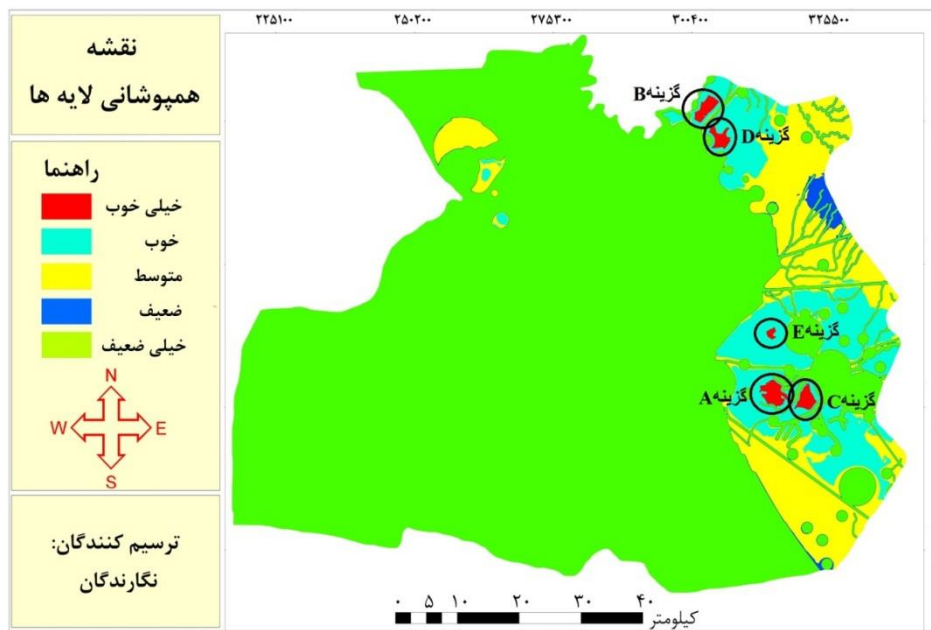 ۲۲۵۱۰۰ ۲۵۰۲۰۰ ۲۷۵۳۰۰ ۳۰۰۴۰۰ ۳۲۵۵۰۰
نقشه
همپوشانی لایه ها
راهنما
خیلی خوب
خوب
متوسط
ضعیف
خیلی ضعیف
N
W E
S
ترسیم کنندگان:
نگارندگان
گزینهB
گزینهD
گزینهE
گزینهA
گزینهC
۰ ۵ ۱۰ ۲۰ ۳۰ ۴۰
کیلومتر